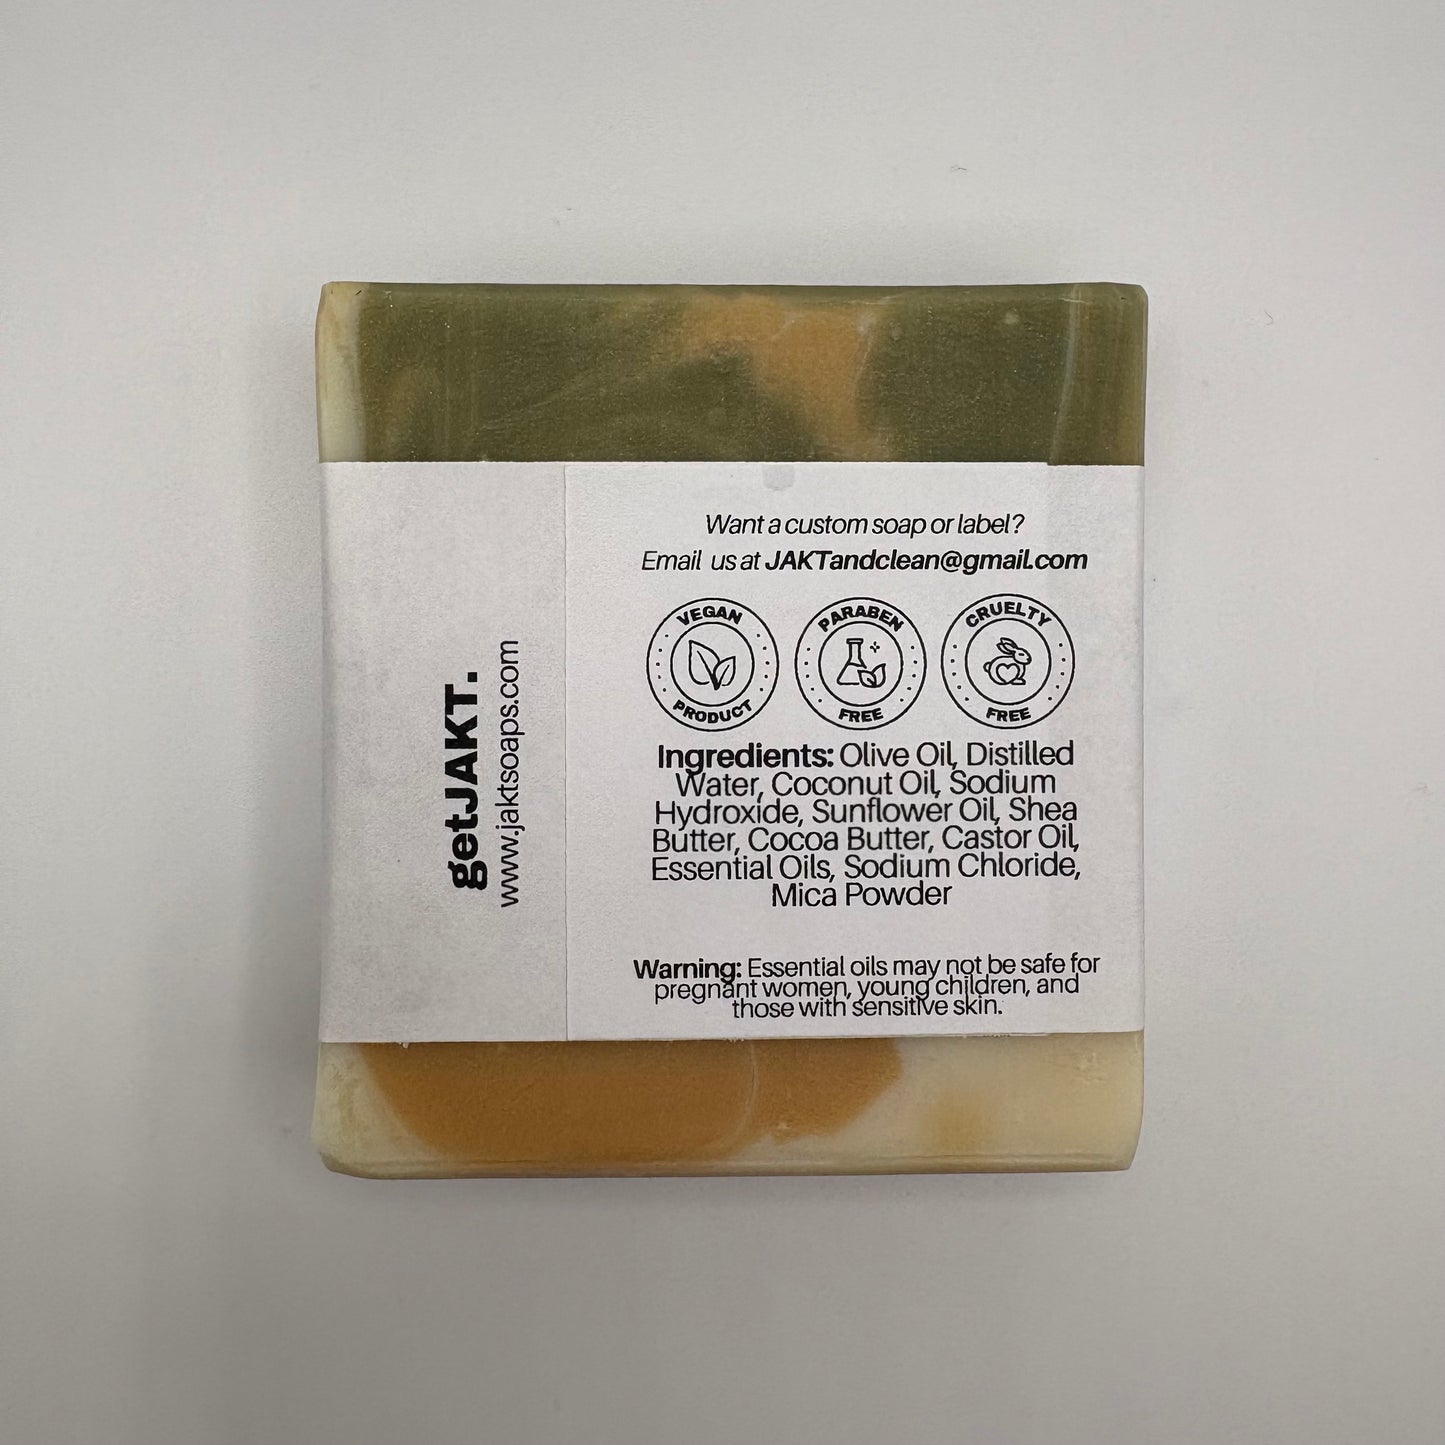 getJAKT.
www.jaktsoaps.com
Want a custom soap or label?
Email us at JAKTandclean@gmail.com
VEGAN
PRODUCT
PARABEN
FREE
CRUELTY
FREE
Ingredients: Olive Oil, Distilled
Water, Coconut Oil, Sodium
Hydroxide, Sunflower Oil, Shea
Butter, Cocoa Butter, Castor Oil,
Essential Oils, Sodium Chloride,
Mica Powder
Warning: Essential oils may not be safe for
pregnant women, young children, and
those with sensitive skin.